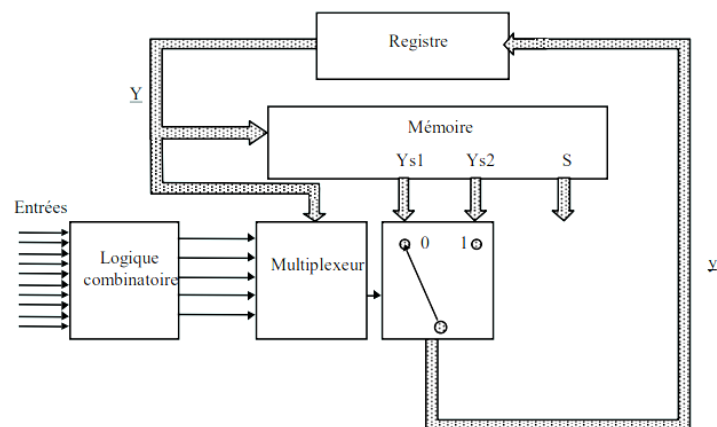 Registre
Y
Mémoire
Ys1 Ys2 S
Entrées
Logique
combinatoire
Multiplexeur
0 1
y